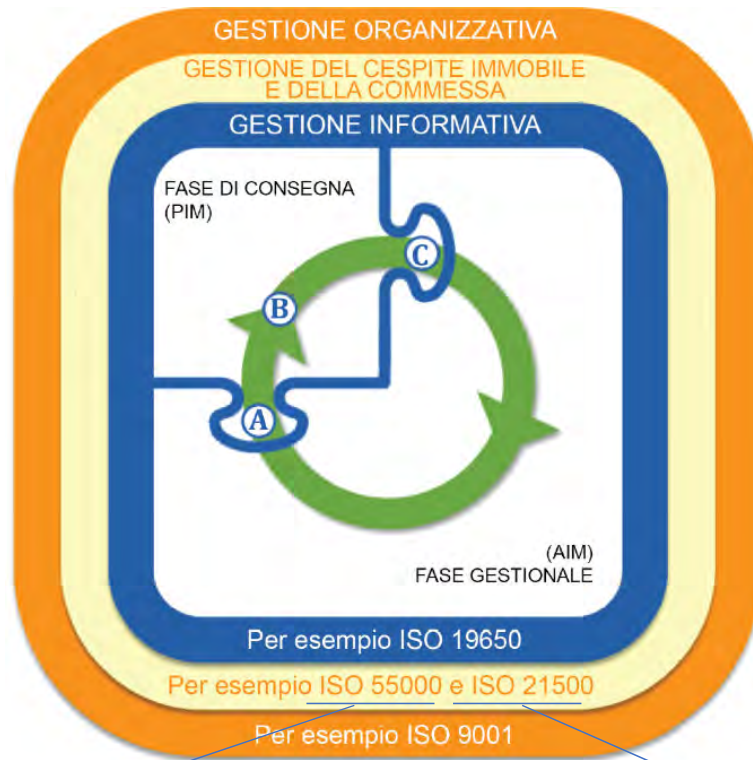 GESTIONE ORGANIZZATIVA
GESTIONE DEL CESPITE IMMOBILE
E DELLA COMMESSA
GESTIONE INFORMATIVA
FASE DI CONSEGNA
(PIM)
C
B
A
(AIM)
FASE GESTIONALE
Per esempio ISO 19650
Per esempio ISO 55000 e ISO 21500
Per esempio ISO 9001